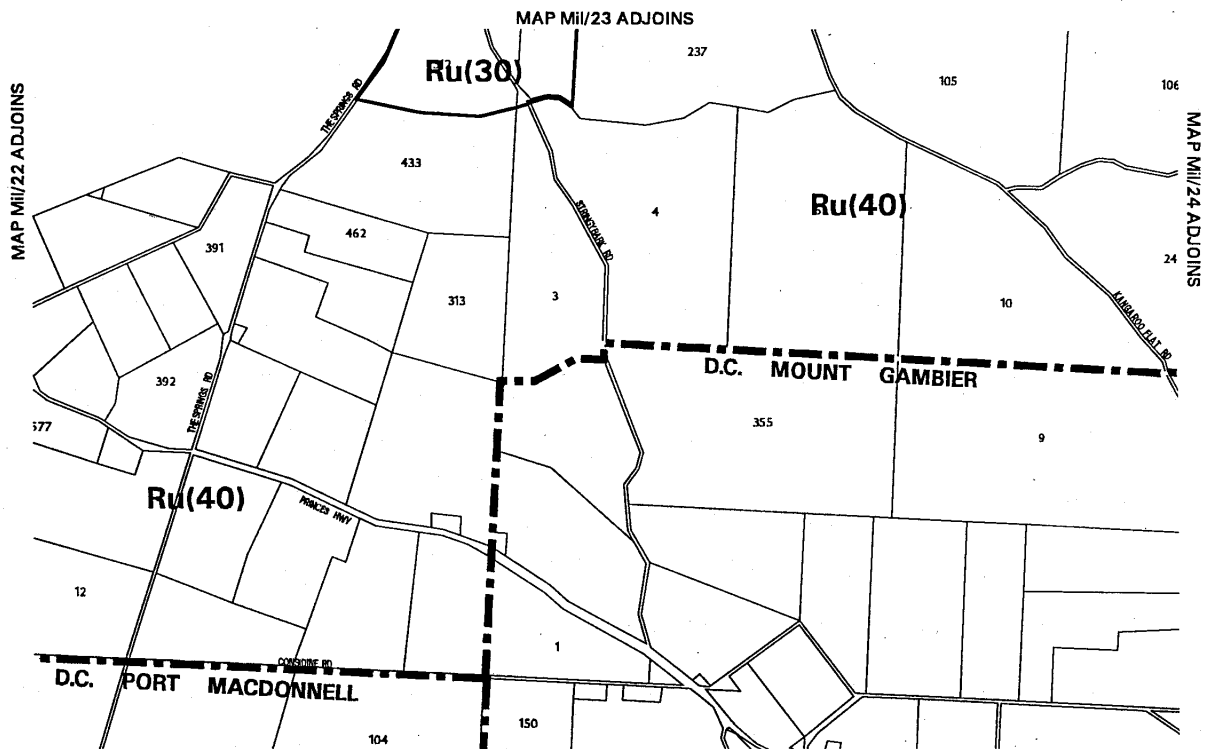 MAP Mil/23 ADJOINS
MAP Mil/22 ADJOINS
MAP Mil/24 ADJOINS
237
Ru(30)
105
106
THE SPRINGS RD
433
4
Ru(40)
STRINGYBARK RD
462
391
24
313
3
10
KANGAROO FLAT RD
D.C. MOUNT GAMBIER
392
THE SPRINGS RD
355
9
577
Ru(40)
PRINCES HWY
12
1
CONSIDINE RD
D.C. PORT MACDONNELL
150
104